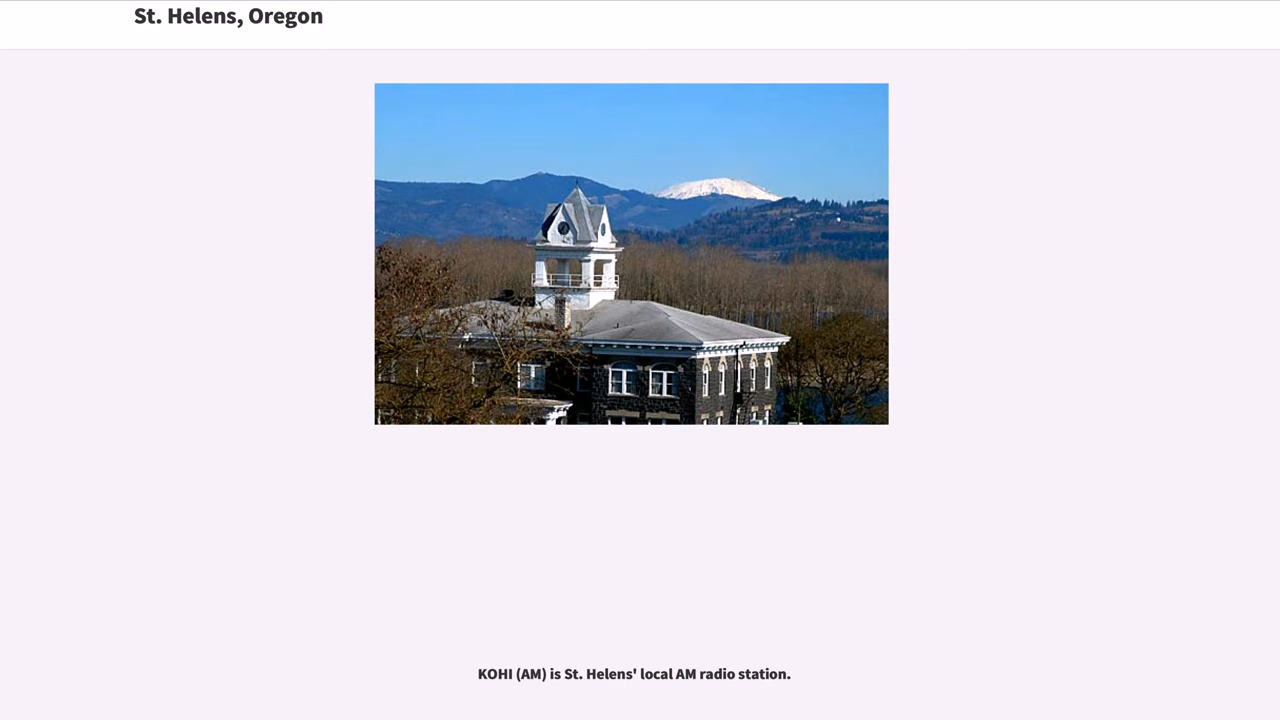 St. Helens, Oregon
KOHI (AM) is St. Helens' local AM radio station.